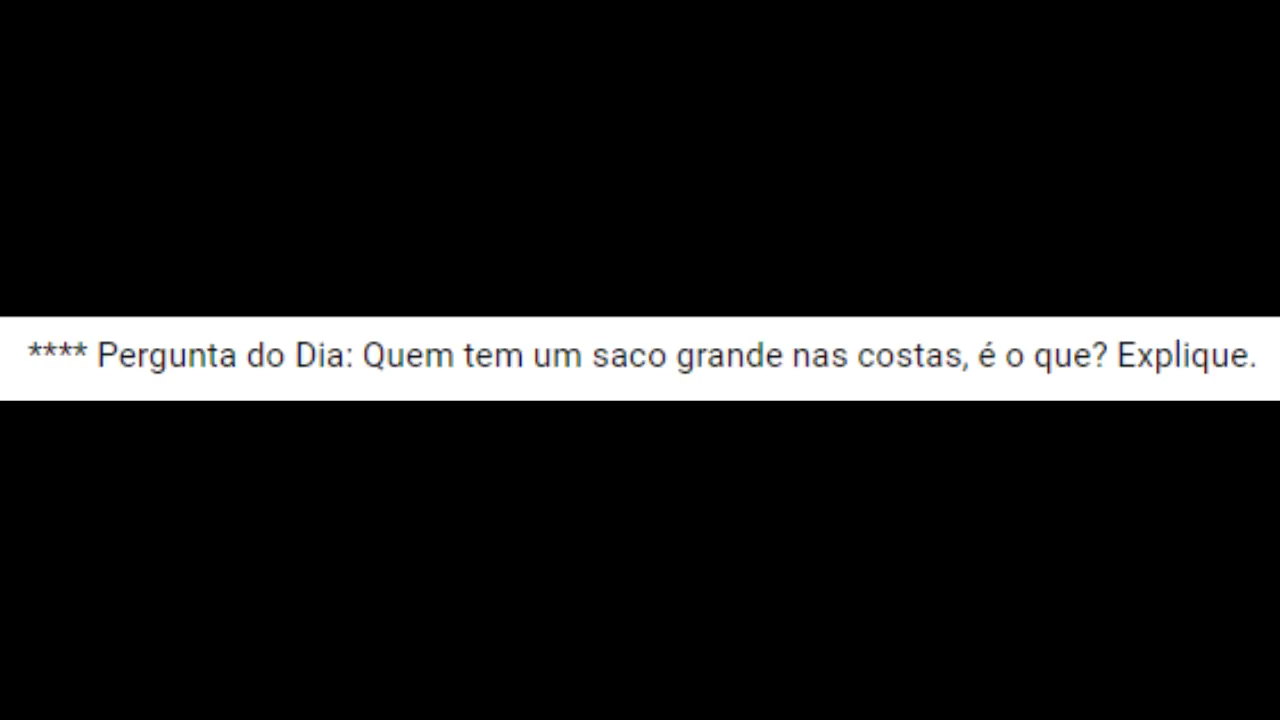 **** Pergunta do Dia: Quem tem um saco grande nas costas, é o que? Explique.